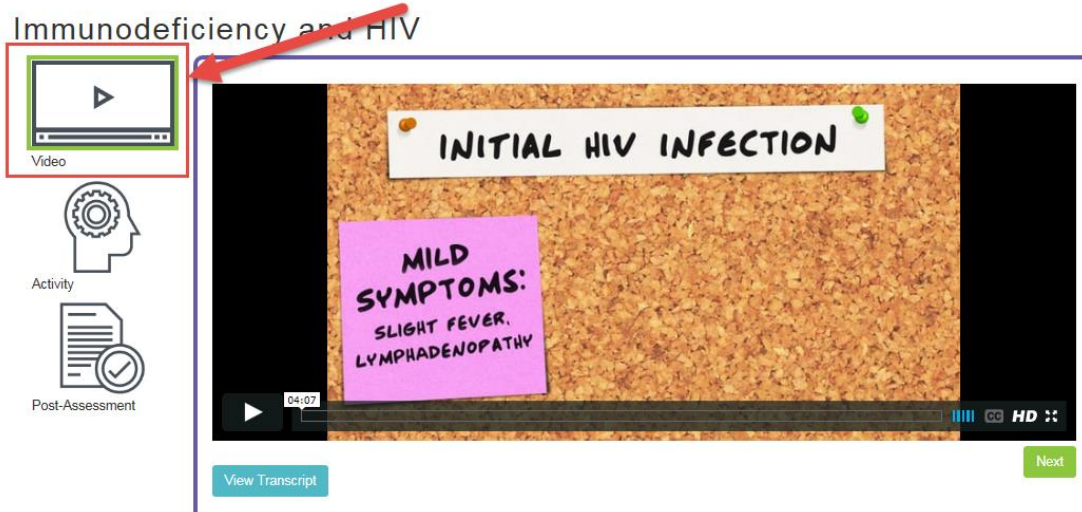 Immunodeficiency and HIV
Video
Activity
Post-Assessment
INITIAL HIV INFECTION
MILD
SYMPTOMS:
SLIGHT FEVER,
LYMPHADENOPATHY
04:07
CC HD
View Transcript
Next